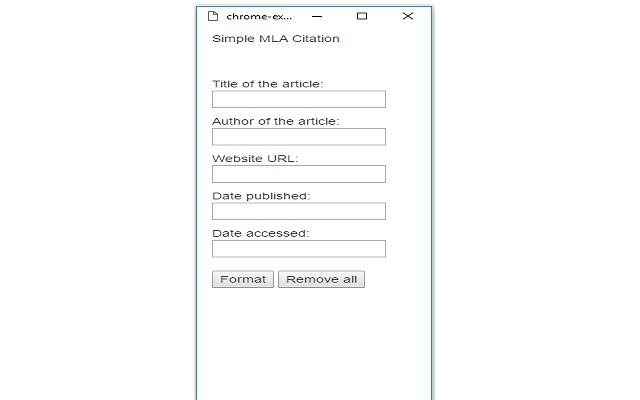 chrome-ex...
Simple MLA Citation
Title of the article:
Author of the article:
Website URL:
Date published:
Date accessed:
Format Remove all